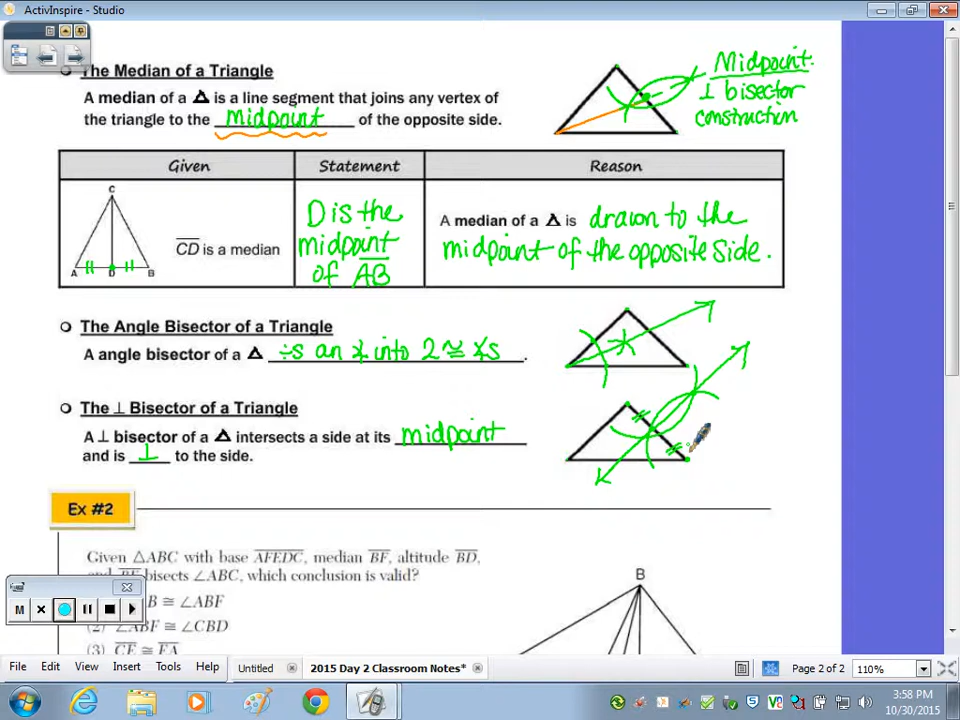 ActivInspire - Studio
The Median of a Triangle
A median of a Δ is a line segment that joins any vertex of
the triangle to the midpoint of the opposite side.
Midpoint:
⊥ bisector
construction
Given Statement Reason
C
A D B
CD is a median
D is the
midpoint
of AB
A median of a Δ is drawn to the
midpoint of the opposite side.
The Angle Bisector of a Triangle
A angle bisector of a Δ ÷s an ∡ into 2 ≅ ∡s.
The ⊥ Bisector of a Triangle
A ⊥ bisector of a Δ intersects a side at its midpoint
and is ⊥ to the side.
Ex #2
Given △ABC with base AFEDC, median BF, altitude BD,
bisects ∠ABC, which conclusion is valid?
B ≅ ∠ABF
(2) ∠ABF ≅ ∠CBD
(3) CE ≅ EA
B
M
File Edit View Insert Tools Help Untitled 2015 Day 2 Classroom Notes* Page 2 of 2 110%
3:58 PM
10/30/2015